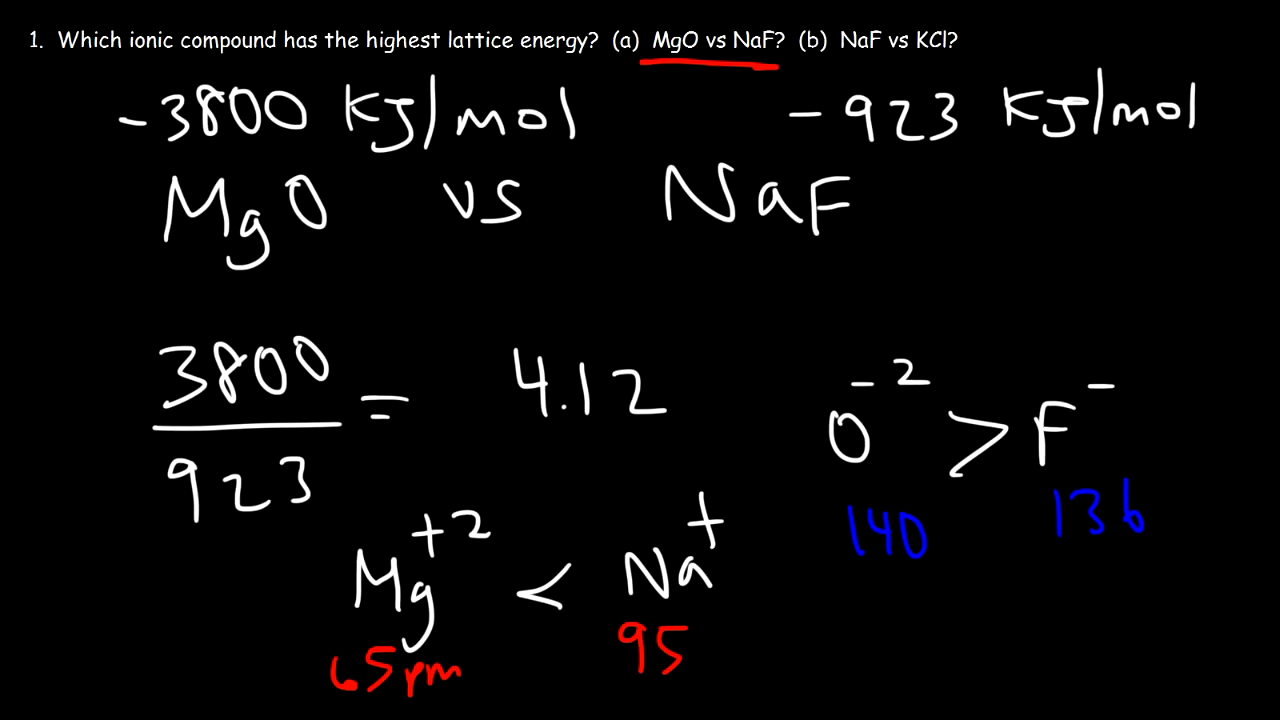 1. Which ionic compound has the highest lattice energy? (a) MgO vs NaF? (b) NaF vs KCl?
-3800 KJ/mol -923 KJ/mol
MgO vs NaF
3800
923
= 4.12
O-2 > F-
140 136
Mg+2 < Na+
65pm 95